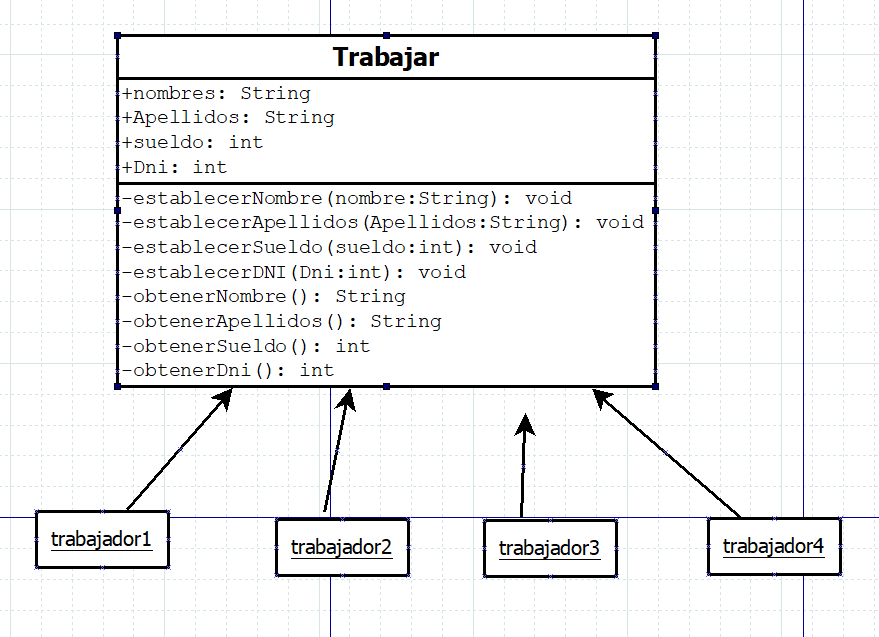 Trabajar
+nombres: String
+Apellidos: String
+sueldo: int
+Dni: int
-establecerNombre(nombre:String): void
-establecerApellidos(Apellidos:String): void
-establecerSueldo(sueldo:int): void
-establecerDNI(Dni:int): void
-obtenerNombre(): String
-obtenerApellidos(): String
-obtenerSueldo(): int
-obtenerDni(): int
trabajador1
trabajador2
trabajador3
trabajador4